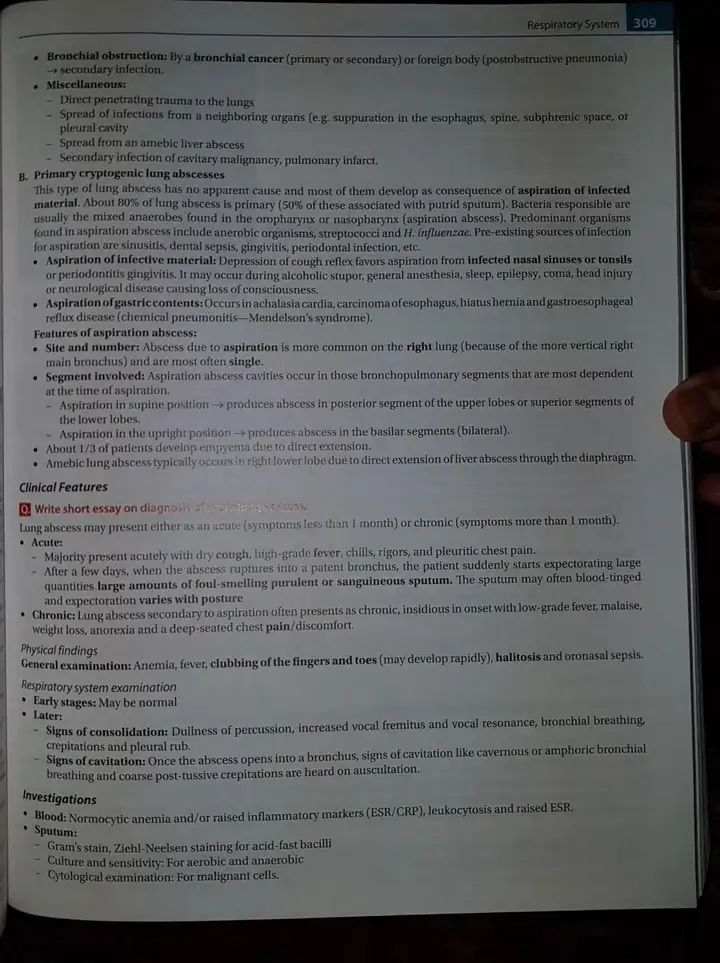 Respiratory System 309
• Bronchial obstruction: By a bronchial cancer (primary or secondary) or foreign body (postobstructive pneumonia)
→ secondary infection.
• Miscellaneous:
– Direct penetrating trauma to the lungs
– Spread of infections from a neighboring organs (e.g. suppuration in the esophagus, spine, subphrenic space, or
pleural cavity
– Spread from an amebic liver abscess
– Secondary infection of cavitary malignancy, pulmonary infarct.
B. Primary cryptogenic lung abscesses
This type of lung abscess has no apparent cause and most of them develop as consequence of aspiration of infected
material. About 80% of lung abscess is primary (50% of these associated with putrid sputum). Bacteria responsible are
usually the mixed anaerobes found in the oropharynx or nasopharynx (aspiration abscess). Predominant organisms
found in aspiration abscess include anerobic organisms, streptococci and H. influenzae. Pre-existing sources of infection
for aspiration are sinusitis, dental sepsis, gingivitis, periodontal infection, etc.
• Aspiration of infective material: Depression of cough reflex favors aspiration from infected nasal sinuses or tonsils
or periodontitis gingivitis. It may occur during alcoholic stupor, general anesthesia, sleep, epilepsy, coma, head injury
or neurological disease causing loss of consciousness.
• Aspiration of gastric contents: Occurs in achalasia cardia, carcinoma of esophagus, hiatus hernia and gastroesophageal
reflux disease (chemical pneumonitis—Mendelson's syndrome).
Features of aspiration abscess:
• Site and number: Abscess due to aspiration is more common on the right lung (because of the more vertical right
main bronchus) and are most often single.
• Segment involved: Aspiration abscess cavities occur in those bronchopulmonary segments that are most dependent
at the time of aspiration.
– Aspiration in supine position → produces abscess in posterior segment of the upper lobes or superior segments of
the lower lobes.
– Aspiration in the upright position → produces abscess in the basilar segments (bilateral).
• About 1/3 of patients develop empyema due to direct extension.
• Amebic lung abscess typically occurs in right lower lobe due to direct extension of liver abscess through the diaphragm.
Clinical Features
Q. Write short essay on diagnosis of
Lung abscess may present either as an acute (symptoms less than 1 month) or chronic (symptoms more than 1 month).
• Acute:
– Majority present acutely with dry cough, high-grade fever, chills, rigors, and pleuritic chest pain.
– After a few days, when the abscess ruptures into a patent bronchus, the patient suddenly starts expectorating large
quantities large amounts of foul-smelling purulent or sanguineous sputum. The sputum may often blood-tinged
and expectoration varies with posture
• Chronic: Lung abscess secondary to aspiration often presents as chronic, insidious in onset with low-grade fever, malaise,
weight loss, anorexia and a deep-seated chest pain/discomfort.
Physical findings
General examination: Anemia, fever, clubbing of the fingers and toes (may develop rapidly), halitosis and oronasal sepsis.
Respiratory system examination
• Early stages: May be normal
• Later:
– Signs of consolidation: Dullness of percussion, increased vocal fremitus and vocal resonance, bronchial breathing,
crepitations and pleural rub.
– Signs of cavitation: Once the abscess opens into a bronchus, signs of cavitation like cavernous or amphoric bronchial
breathing and coarse post-tussive crepitations are heard on auscultation.
Investigations
• Blood: Normocytic anemia and/or raised inflammatory markers (ESR/CRP), leukocytosis and raised ESR.
• Sputum:
– Gram's stain, Ziehl-Neelsen staining for acid-fast bacilli
– Culture and sensitivity: For aerobic and anaerobic
– Cytological examination: For malignant cells.